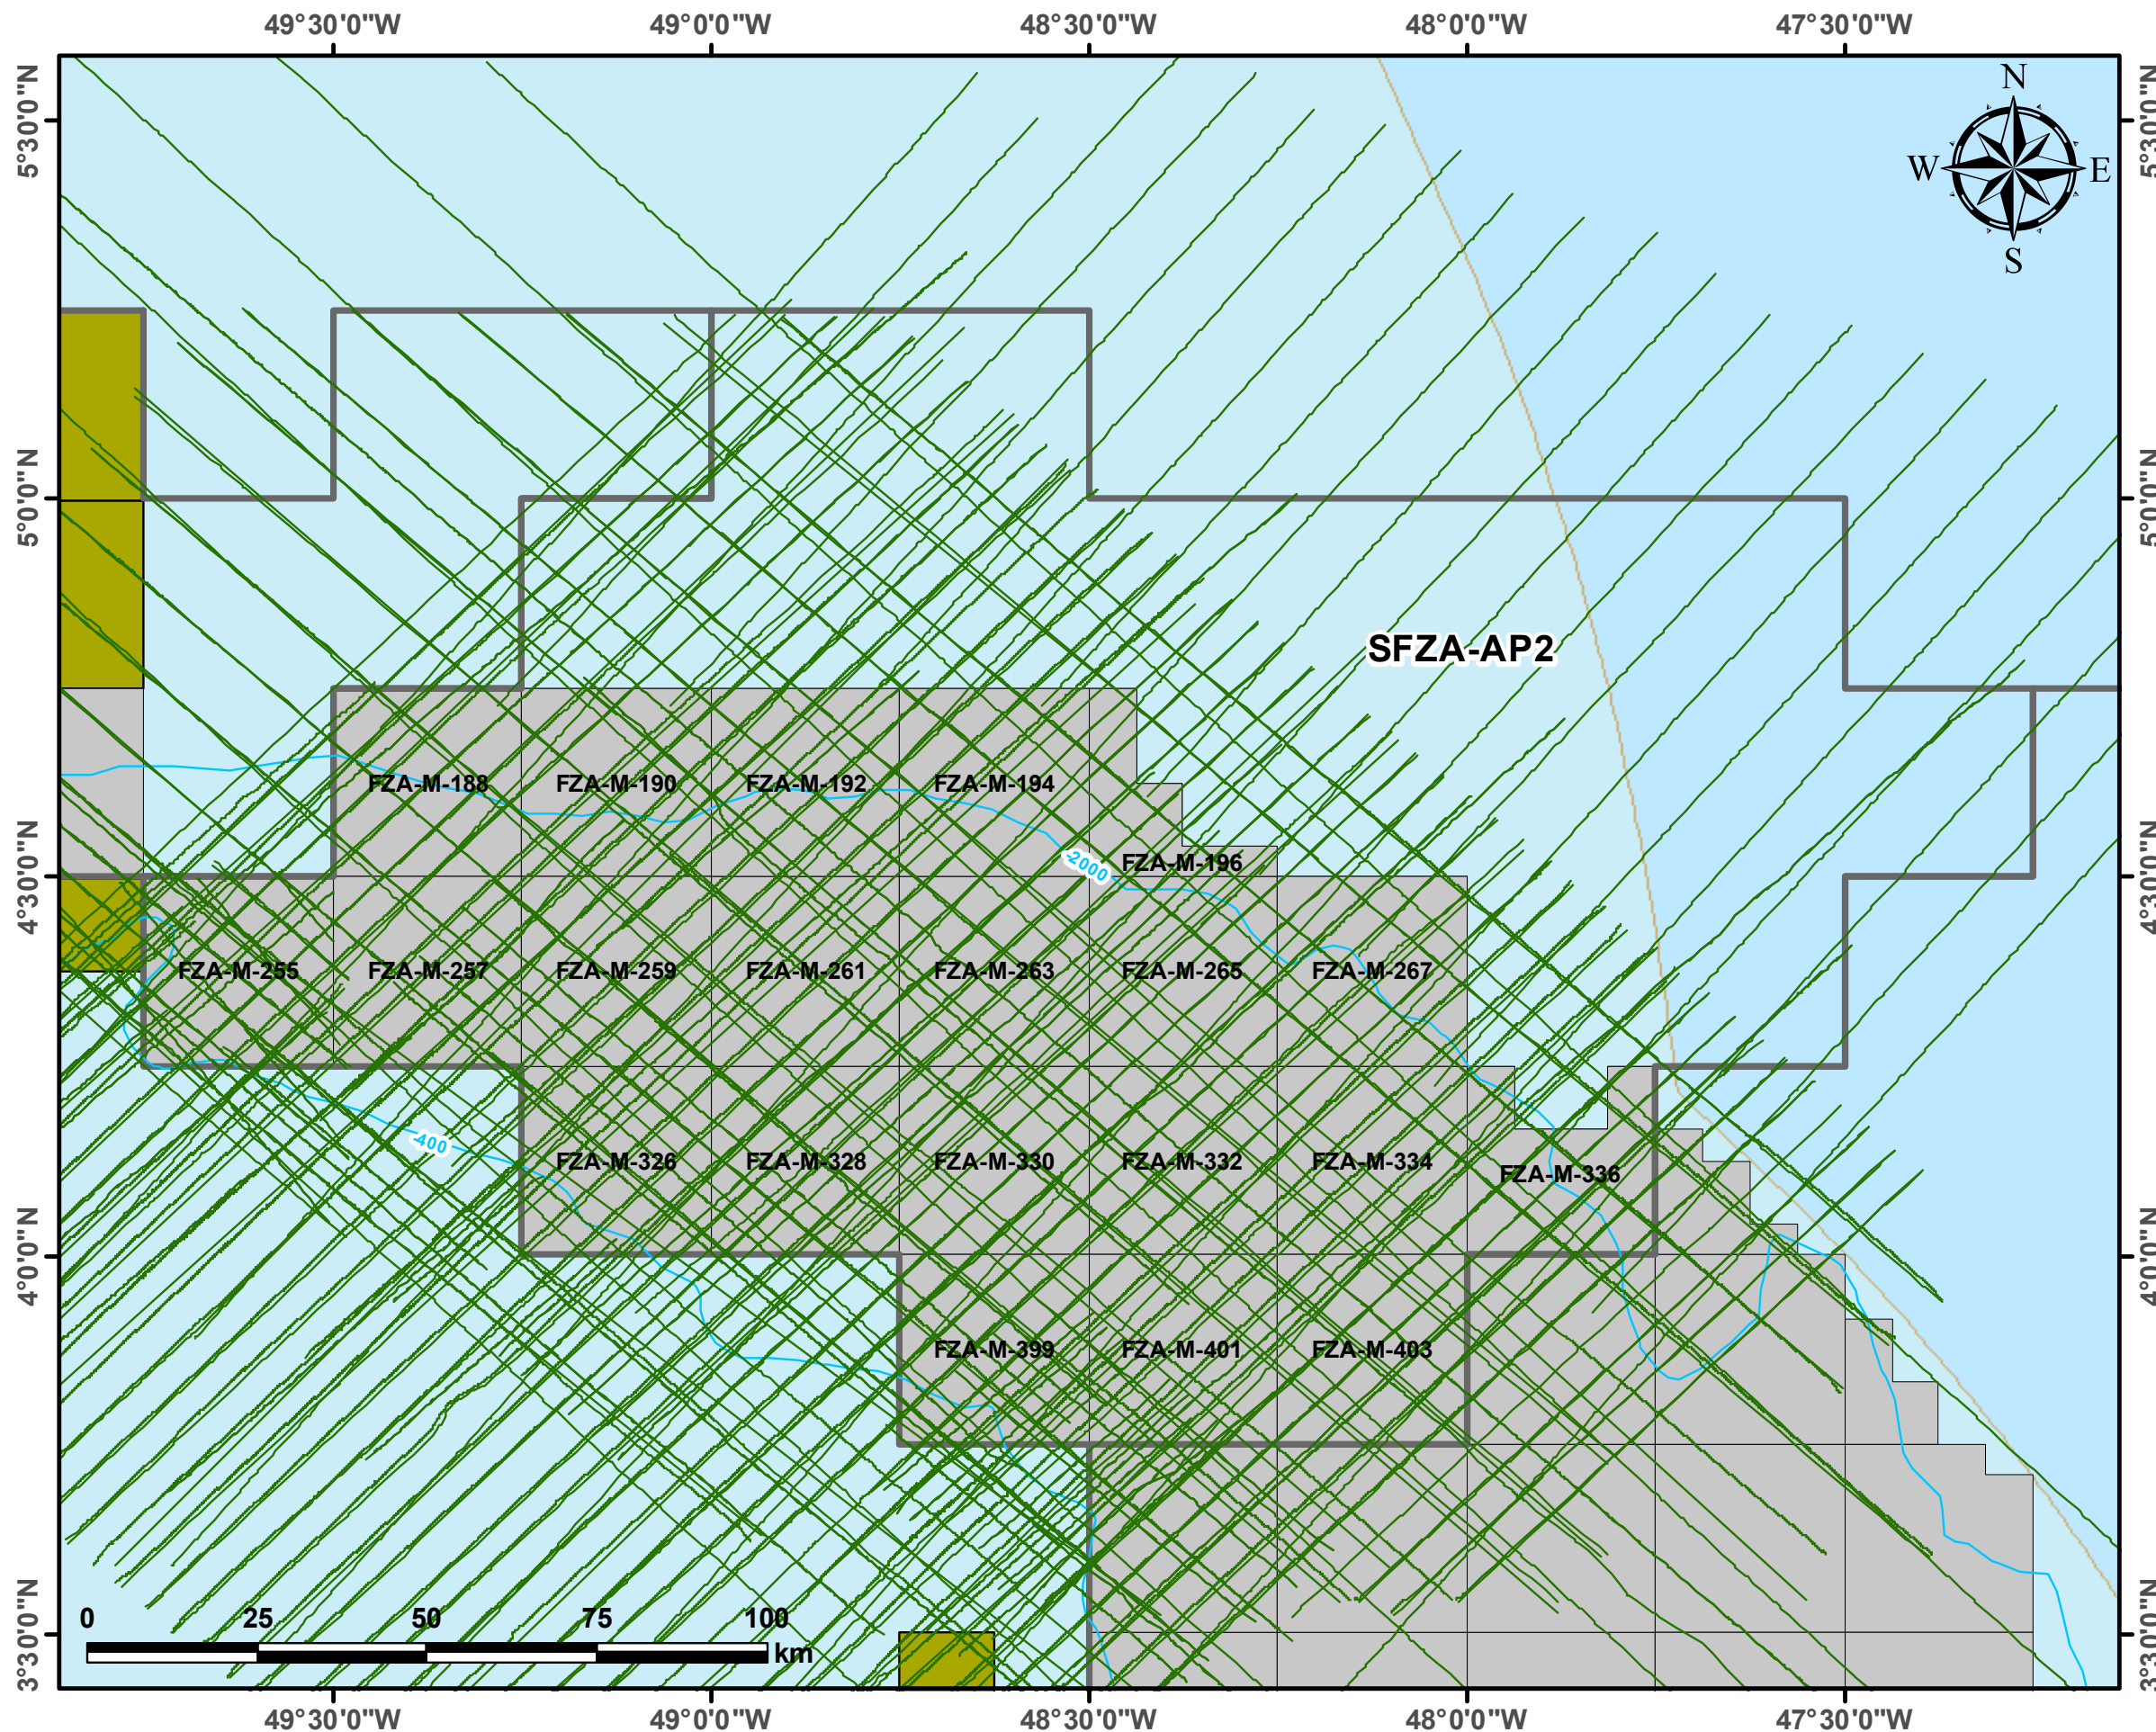 49°30'0"W 49°0'0"W 48°30'0"W 48°0'0"W 47°30'0"W
N
W E
S
5°30'0"N 5°30'0"N
5°0'0"N 5°0'0"N
SFZA-AP2
FZA-M-188 FZA-M-190 FZA-M-192 FZA-M-194
-2000 FZA-M-196
4°30'0"N 4°30'0"N
FZA-M-255 FZA-M-257 FZA-M-259 FZA-M-261 FZA-M-263 FZA-M-265 FZA-M-267
-400
FZA-M-326 FZA-M-328 FZA-M-330 FZA-M-332 FZA-M-334 FZA-M-336
4°0'0"N 4°0'0"N
FZA-M-399 FZA-M-401 FZA-M-403
3°30'0"N 3°30'0"N
0 25 50 75 100
km
49°30'0"W 49°0'0"W 48°30'0"W 48°0'0"W 47°30'0"W